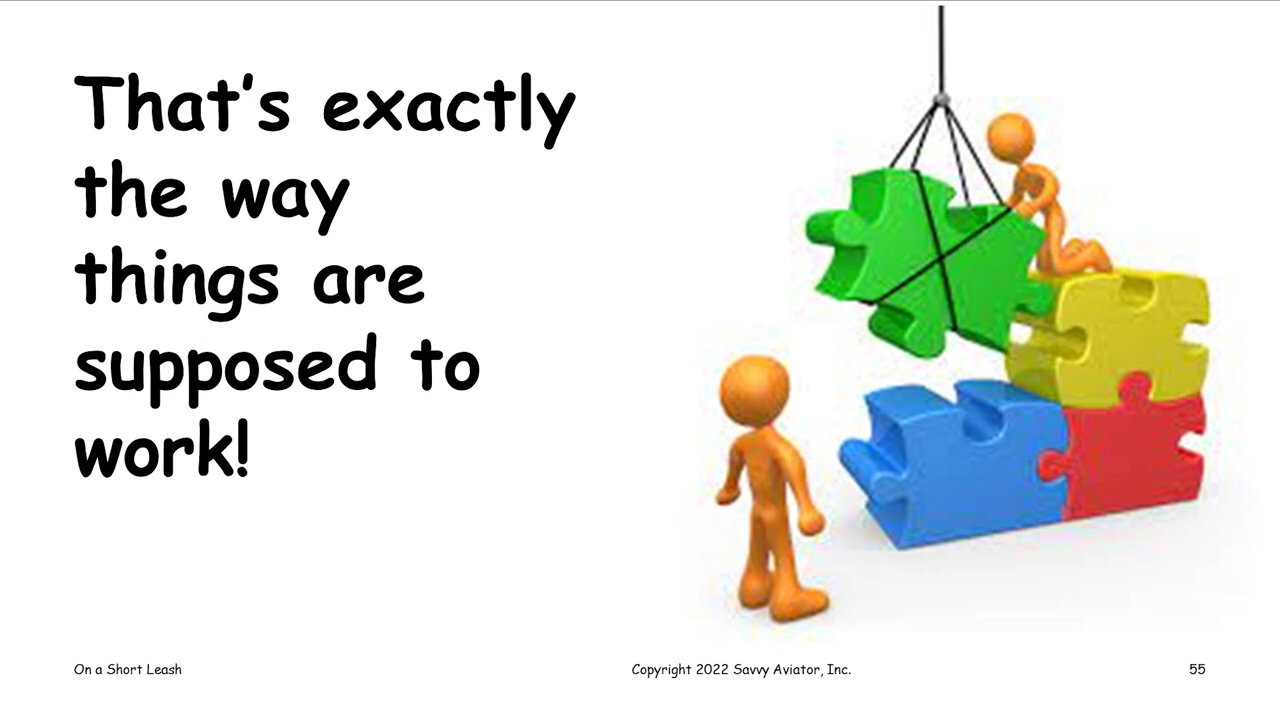 That’s exactly
the way
things are
supposed to
work!
On a Short Leash
Copyright 2022 Savvy Aviator, Inc.
55